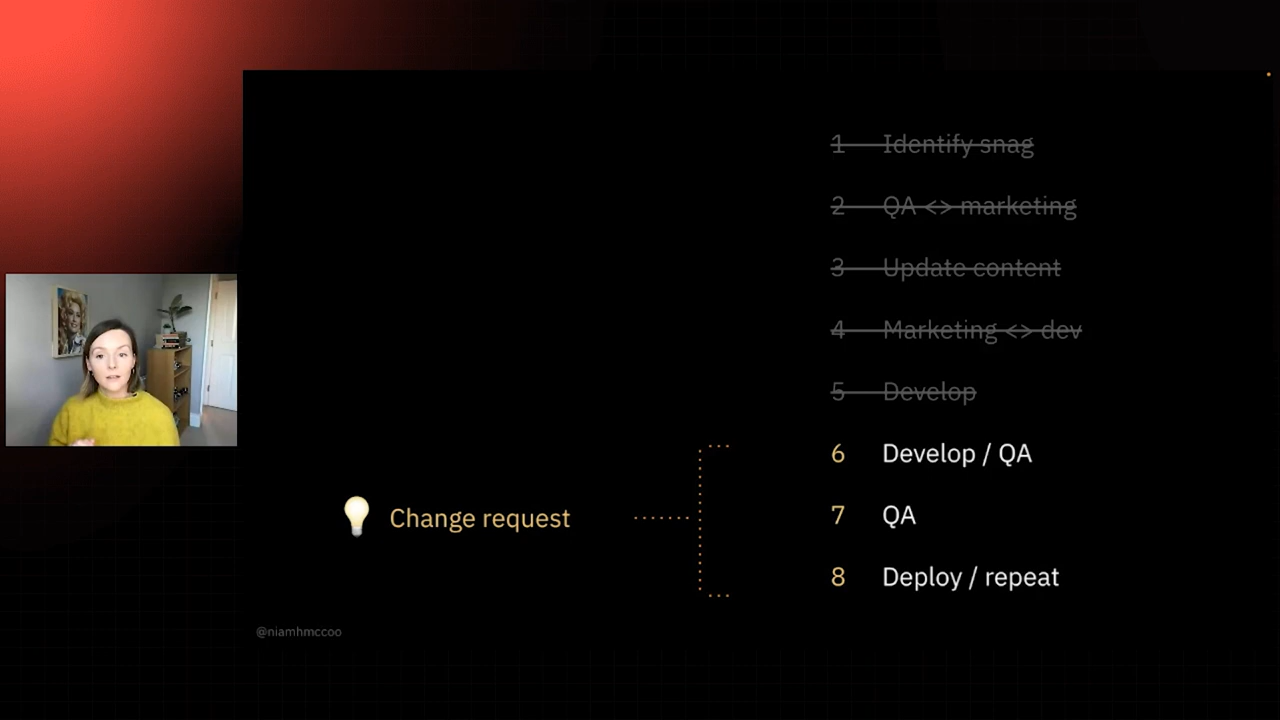 1 Identify snag
2 QA <> marketing
3 Update content
4 Marketing <> dev
5 Develop
6 Develop / QA
💡 Change request
7 QA
8 Deploy / repeat
@niamhmccoo